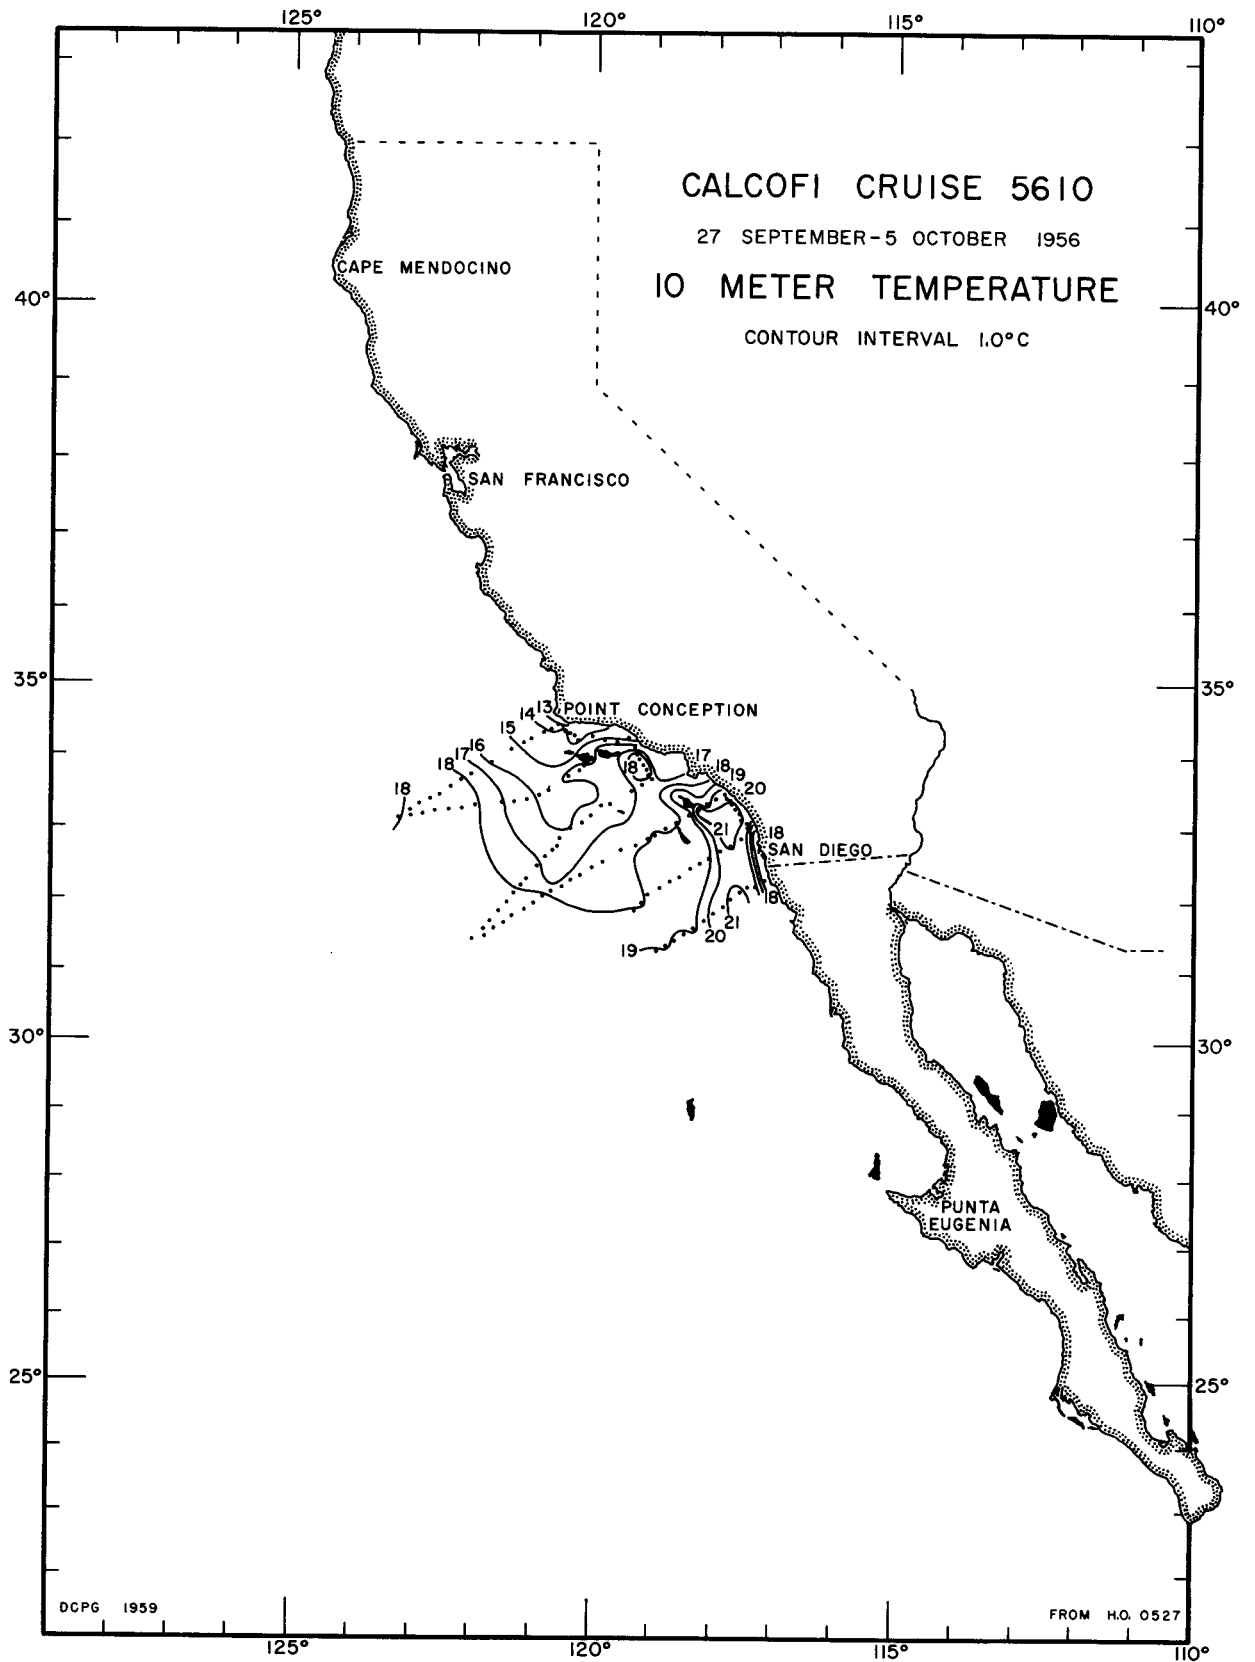 125° 120° 115° 110°
CALCOFI CRUISE 5610
27 SEPTEMBER-5 OCTOBER 1956
10 METER TEMPERATURE
CONTOUR INTERVAL 1.0°C
CAPE MENDOCINO
40° 40°
SAN FRANCISCO
35° 35°
POINT CONCEPTION
13
14
15
16
17
18
18
18
17
18
19
20
21
18
SAN DIEGO
18
21
20
19
30° 30°
PUNTA
EUGENIA
25° 25°
DCPG 1959
FROM H.O. 0527
125° 120° 115° 110°